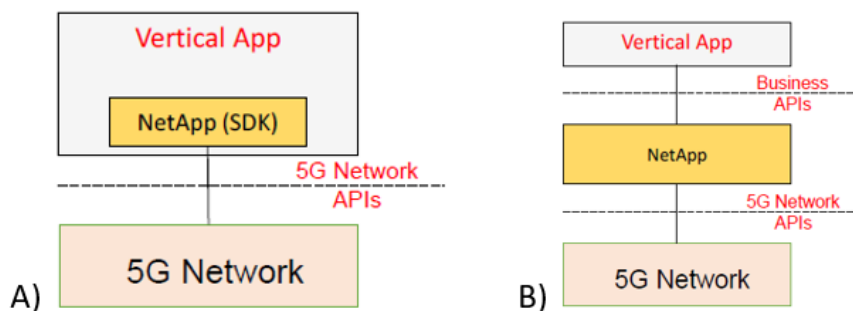 Vertical App
NetApp (SDK)
5G Network
APIs
5G Network
A)
Vertical App
Business
APIs
NetApp
5G Network
APIs
5G Network
B)